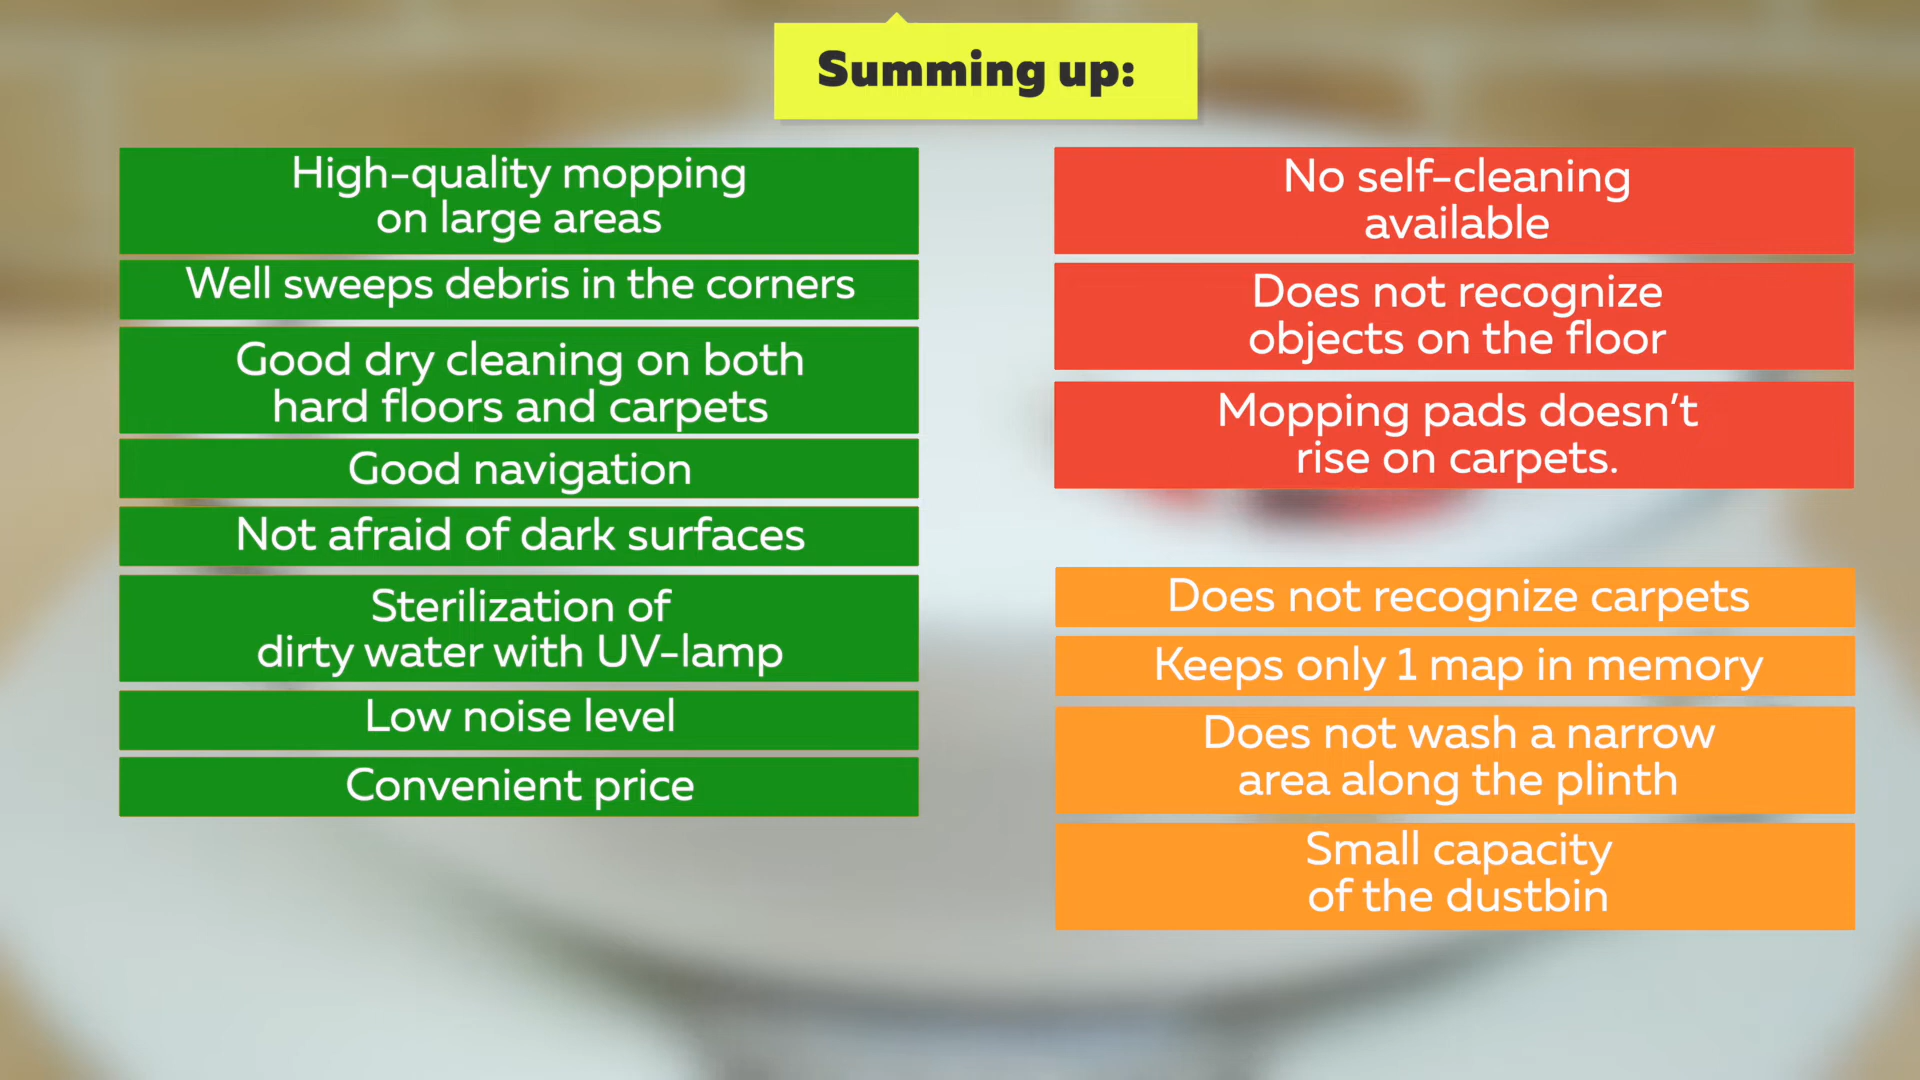 Summing up:
High-quality mopping
on large areas
Well sweeps debris in the corners
Good dry cleaning on both
hard floors and carpets
Good navigation
Not afraid of dark surfaces
Sterilization of
dirty water with UV-lamp
Low noise level
Convenient price
No self-cleaning
available
Does not recognize
objects on the floor
Mopping pads doesn’t
rise on carpets.
Does not recognize carpets
Keeps only 1 map in memory
Does not wash a narrow
area along the plinth
Small capacity
of the dustbin